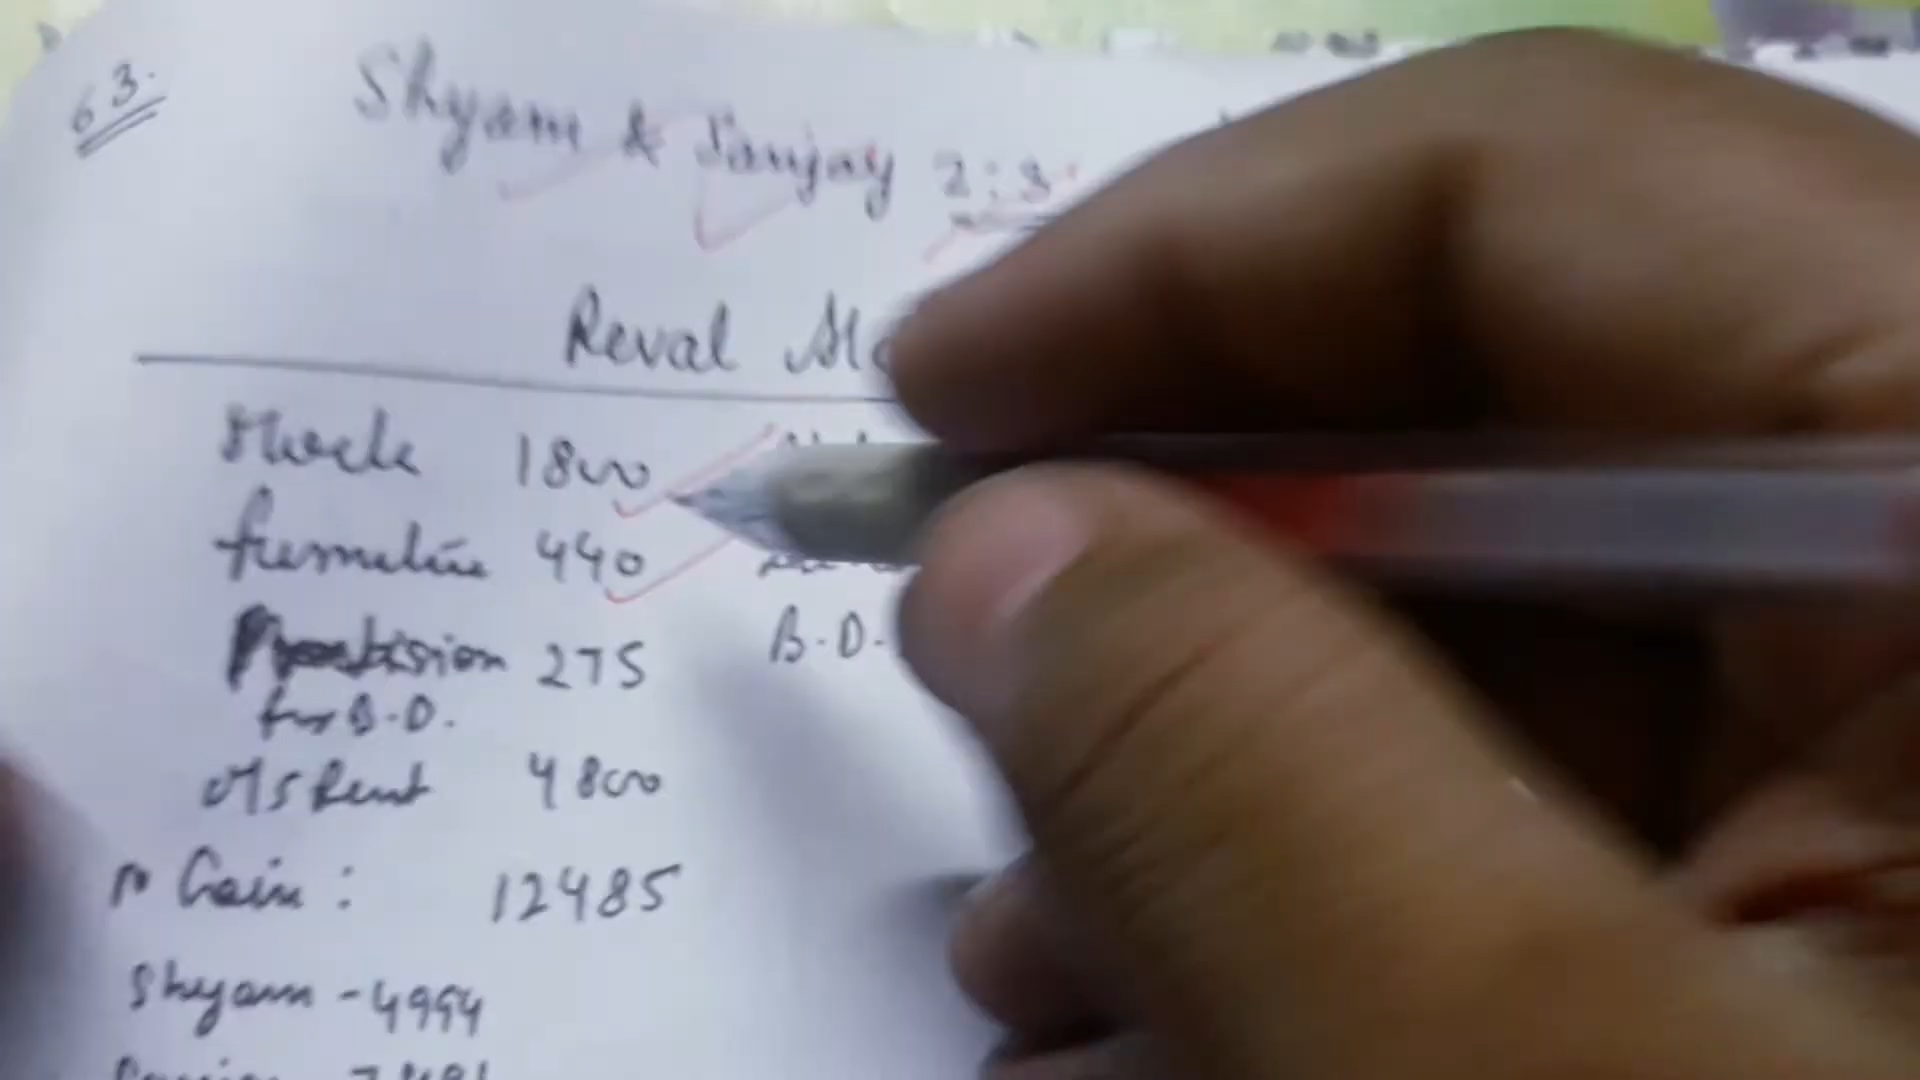 63.
Shyam & Sanjay 2:3
Reval A/c
Stock 1800
furniture 440
Provision 275 B.D.
for B.D.
o/s Rent 4800
Gain: 12485
Shyam - 4994